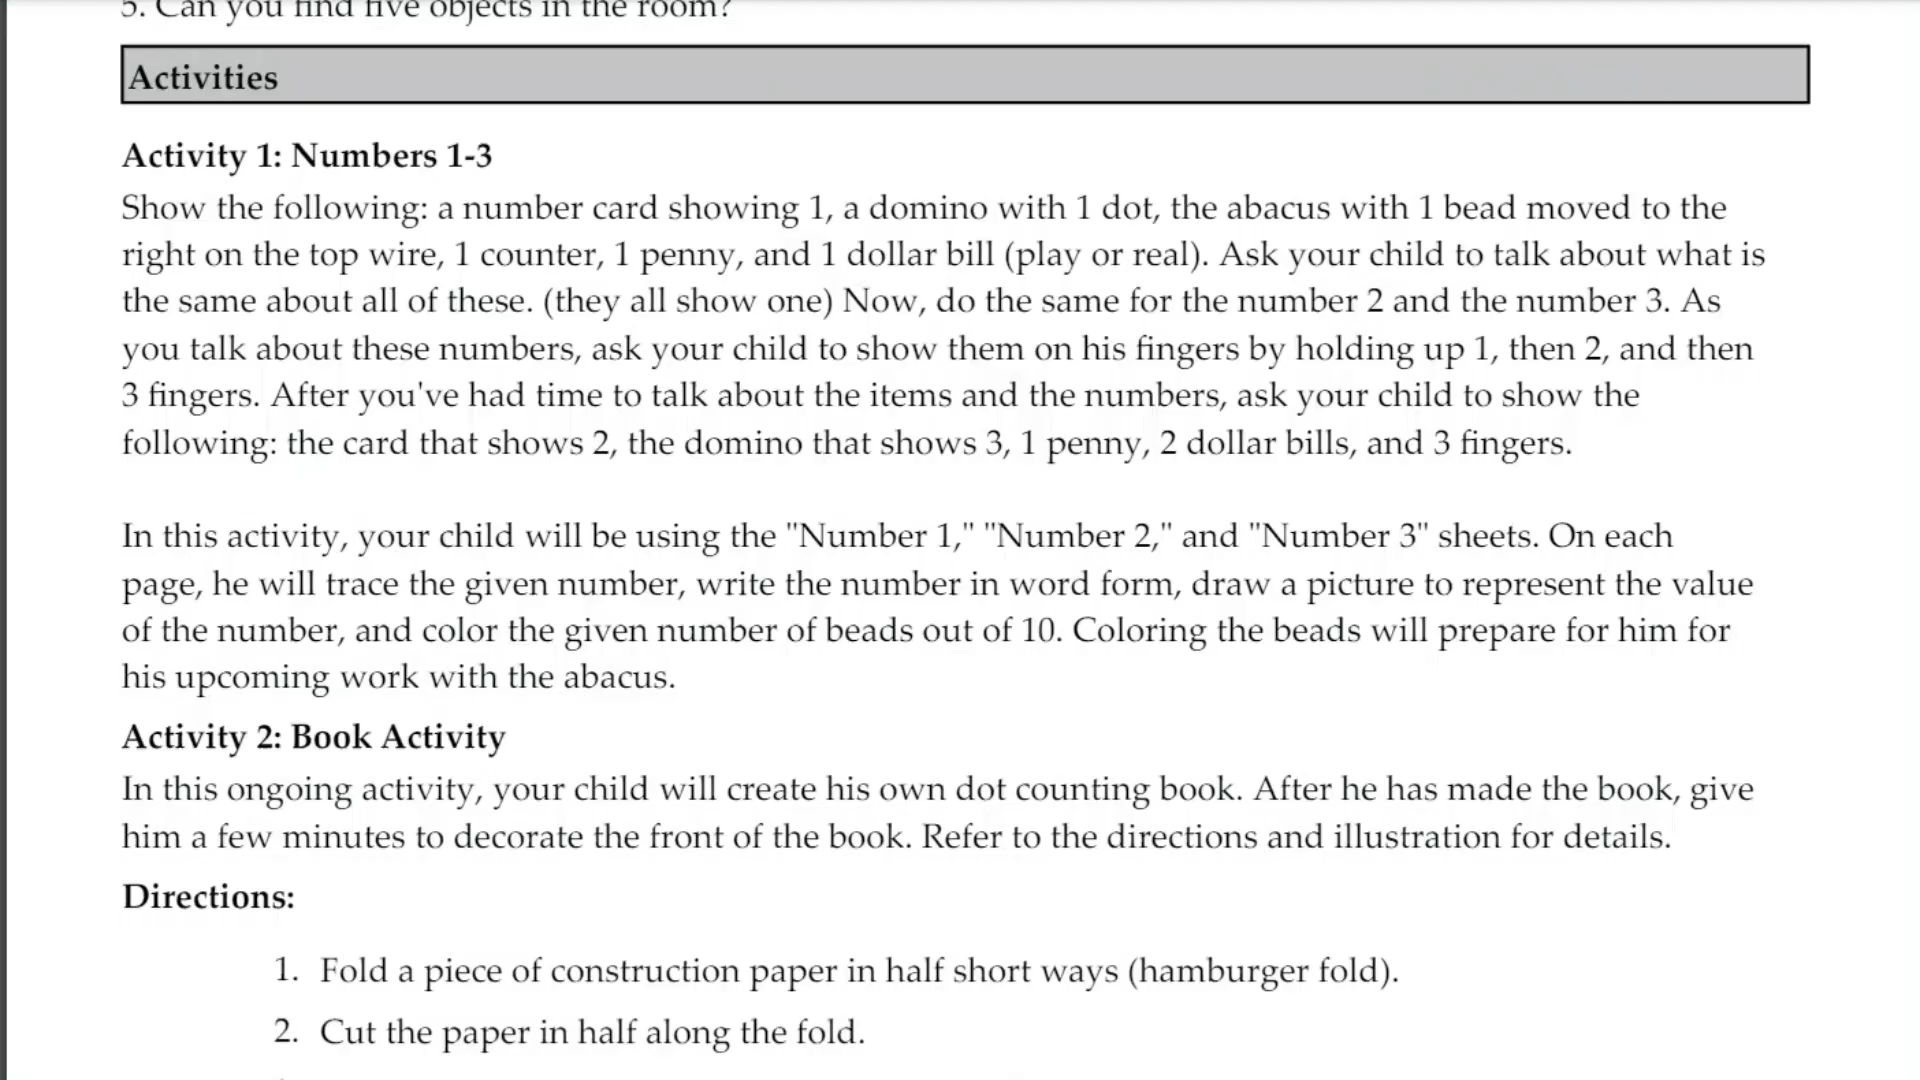 5. Can you find five objects in the room?
Activities
Activity 1: Numbers 1-3
Show the following: a number card showing 1, a domino with 1 dot, the abacus with 1 bead moved to the
right on the top wire, 1 counter, 1 penny, and 1 dollar bill (play or real). Ask your child to talk about what is
the same about all of these. (they all show one) Now, do the same for the number 2 and the number 3. As
you talk about these numbers, ask your child to show them on his fingers by holding up 1, then 2, and then
3 fingers. After you've had time to talk about the items and the numbers, ask your child to show the
following: the card that shows 2, the domino that shows 3, 1 penny, 2 dollar bills, and 3 fingers.
In this activity, your child will be using the "Number 1," "Number 2," and "Number 3" sheets. On each
page, he will trace the given number, write the number in word form, draw a picture to represent the value
of the number, and color the given number of beads out of 10. Coloring the beads will prepare for him for
his upcoming work with the abacus.
Activity 2: Book Activity
In this ongoing activity, your child will create his own dot counting book. After he has made the book, give
him a few minutes to decorate the front of the book. Refer to the directions and illustration for details.
Directions:
1. Fold a piece of construction paper in half short ways (hamburger fold).
2. Cut the paper in half along the fold.